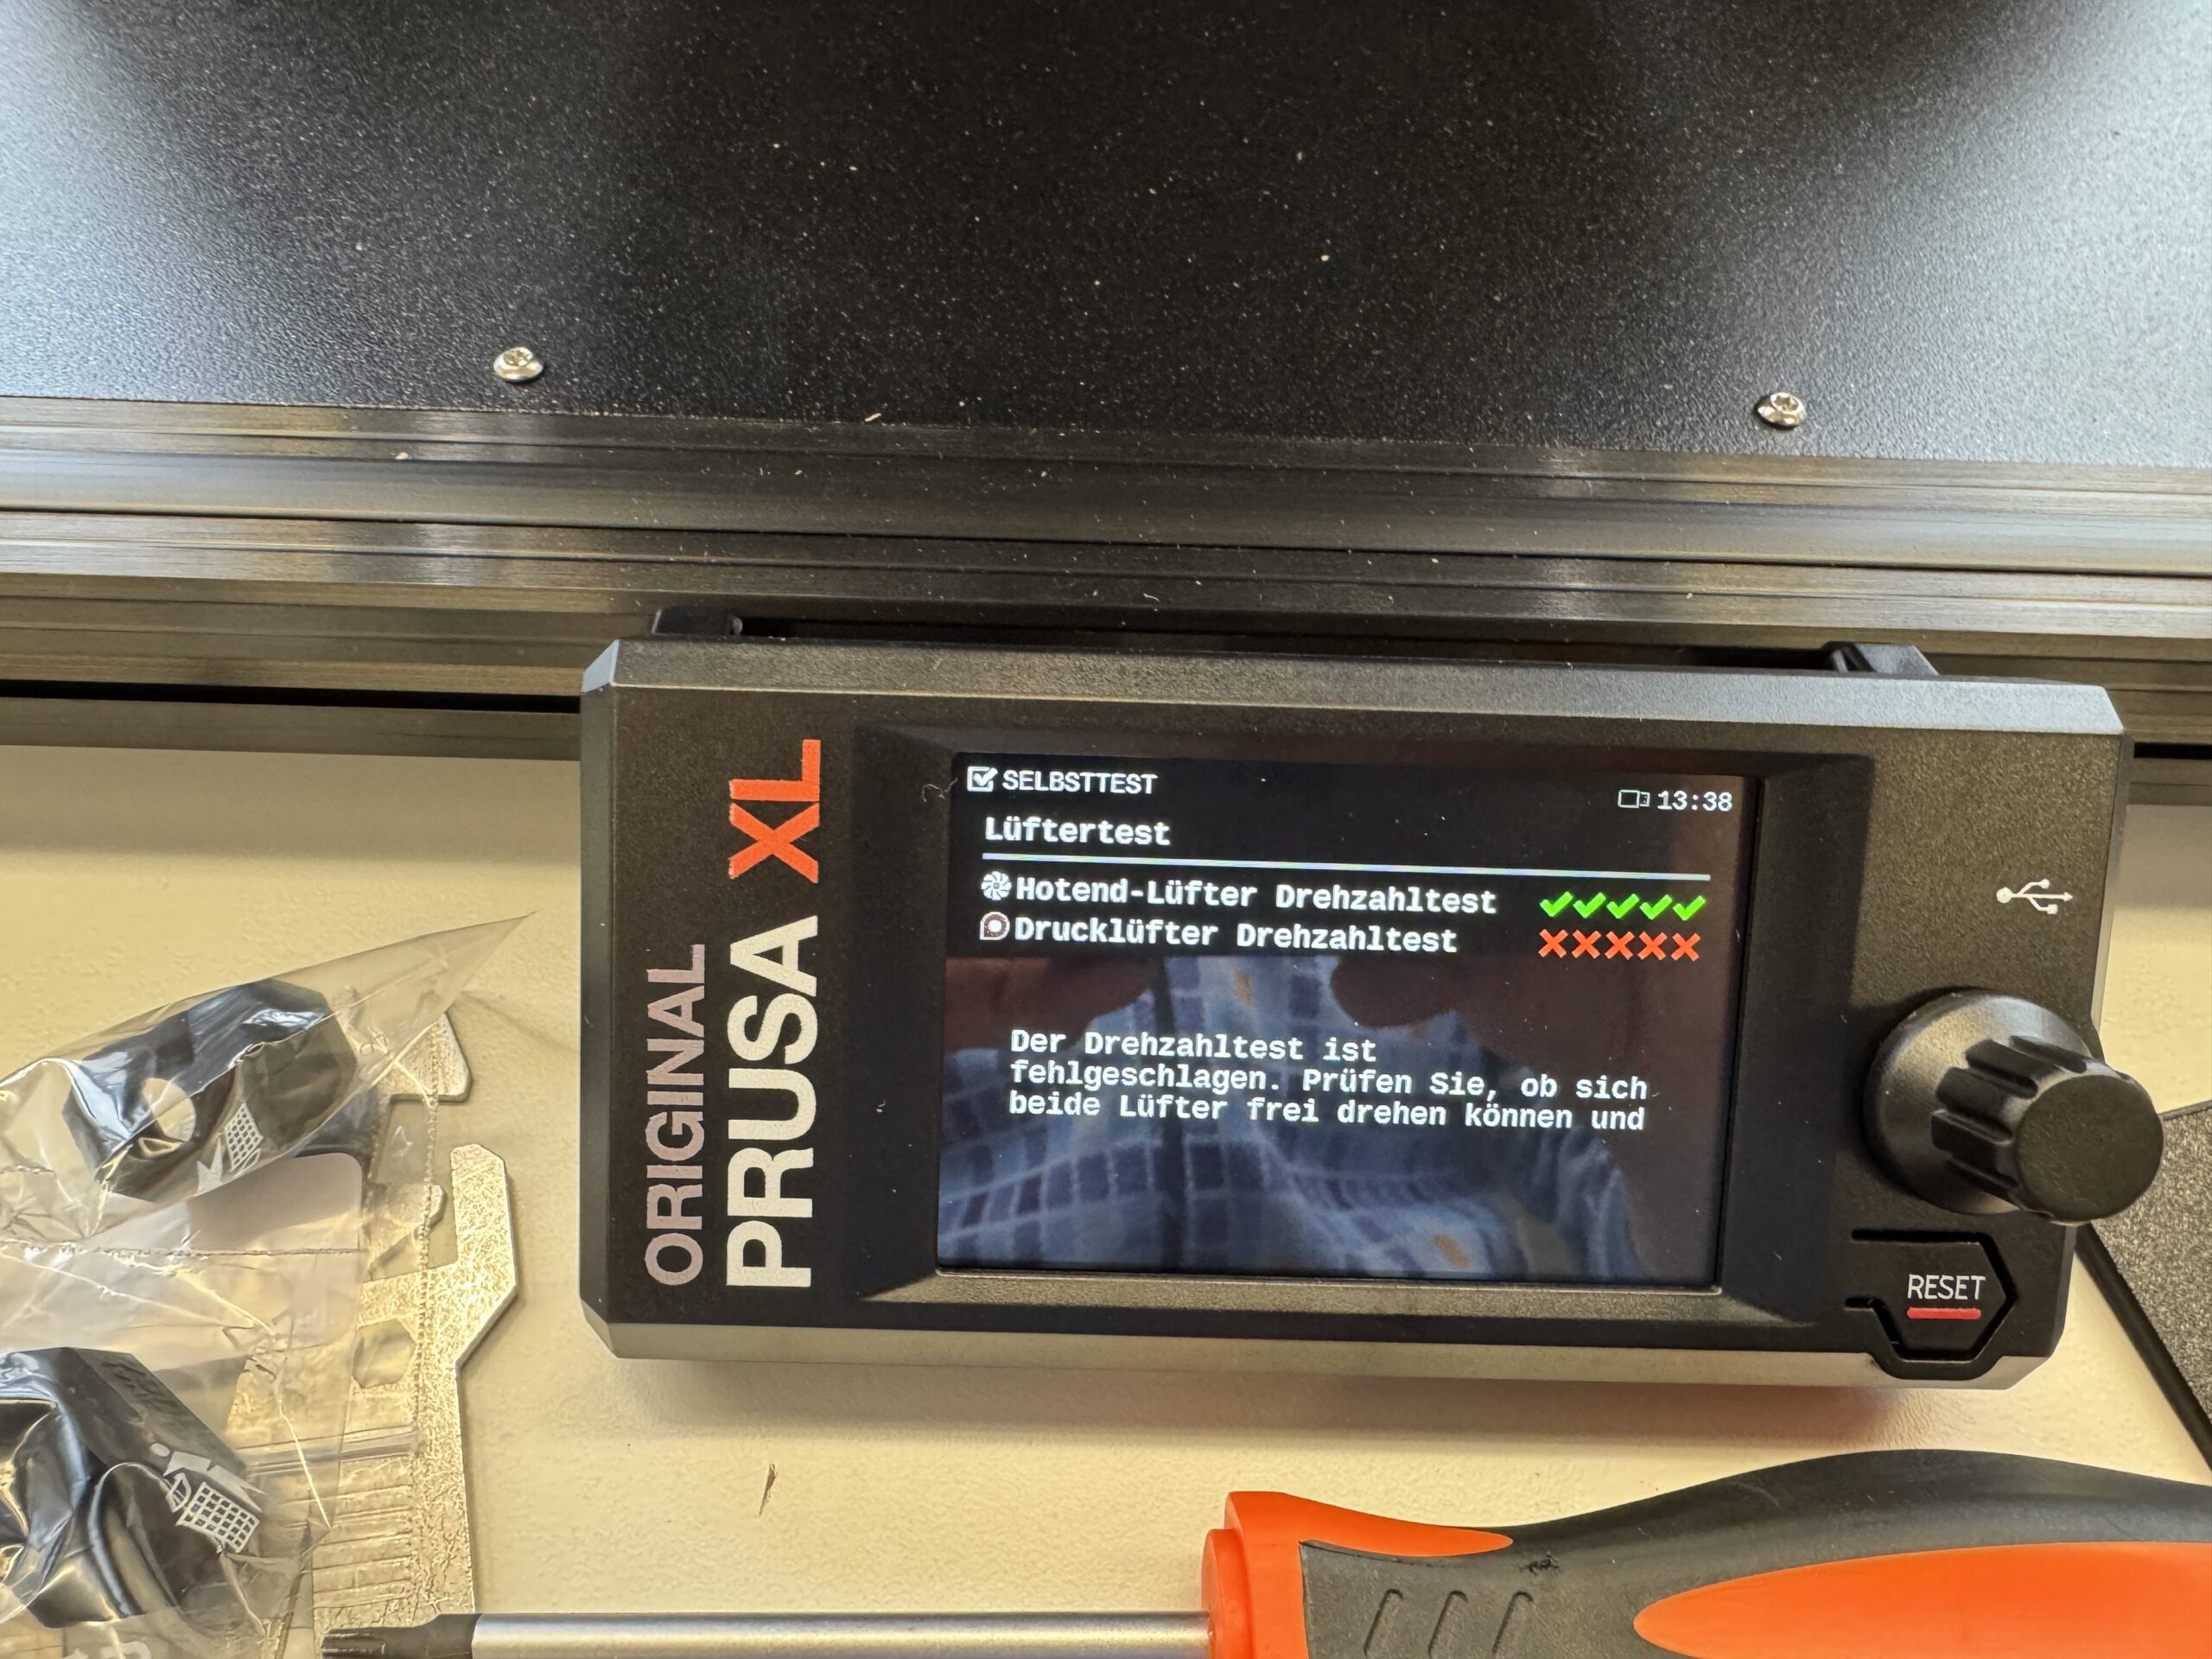 ORIGINAL
PRUSA XL
SELBSTTEST
13:38
Lüftertest
Hotend-Lüfter Drehzahltest
Drucklüfter Drehzahltest
Der Drehzahltest ist
fehlgeschlagen. Prüfen Sie, ob sich
beide Lüfter frei drehen können und
RESET